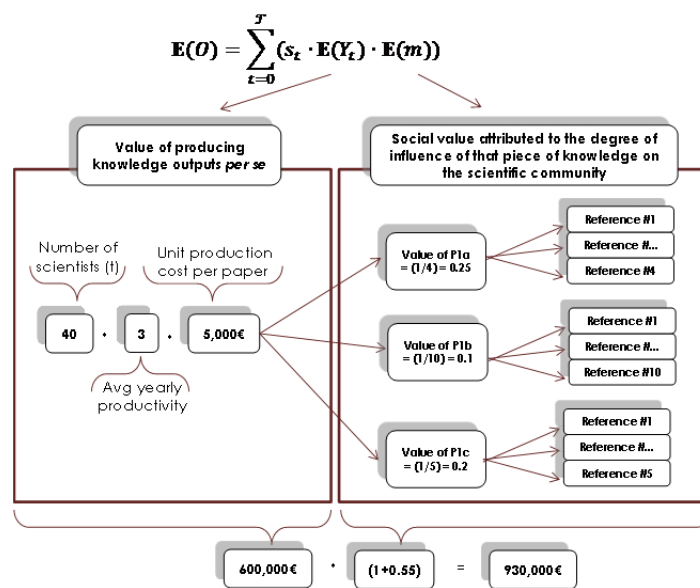 𝔼(O) = ∑_{t=0}^{𝒯} (s_t · 𝔼(Y_t) · 𝔼(m))
Value of producing
knowledge outputs per se
Social value attributed to the degree of
influence of that piece of knowledge on
the scientific community
Number of
scientists (t)
Unit production
cost per paper
40 · 3 · 5,000€
Avg yearly
productivity
Value of P1a
= (1/4) = 0.25
Reference #1
Reference #...
Reference #4
Value of P1b
= (1/10) = 0.1
Reference #1
Reference #...
Reference #10
Value of P1c
= (1/5) = 0.2
Reference #1
Reference #...
Reference #5
600,000€ · (1+0.55) = 930,000€